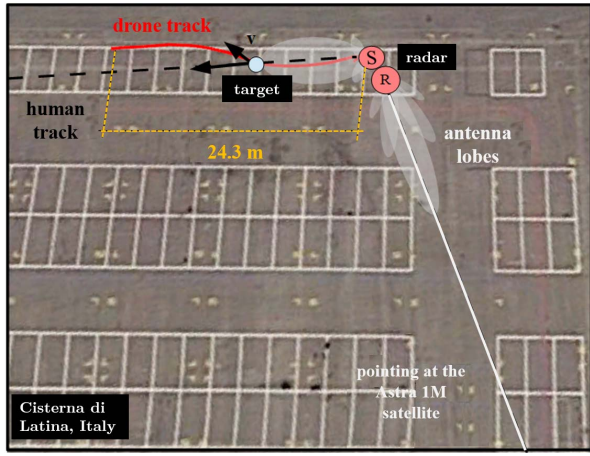 drone track
v
S
radar
R
target
human
track
24.3 m
antenna
lobes
pointing at the
Astra 1M
satellite
Cisterna di
Latina, Italy